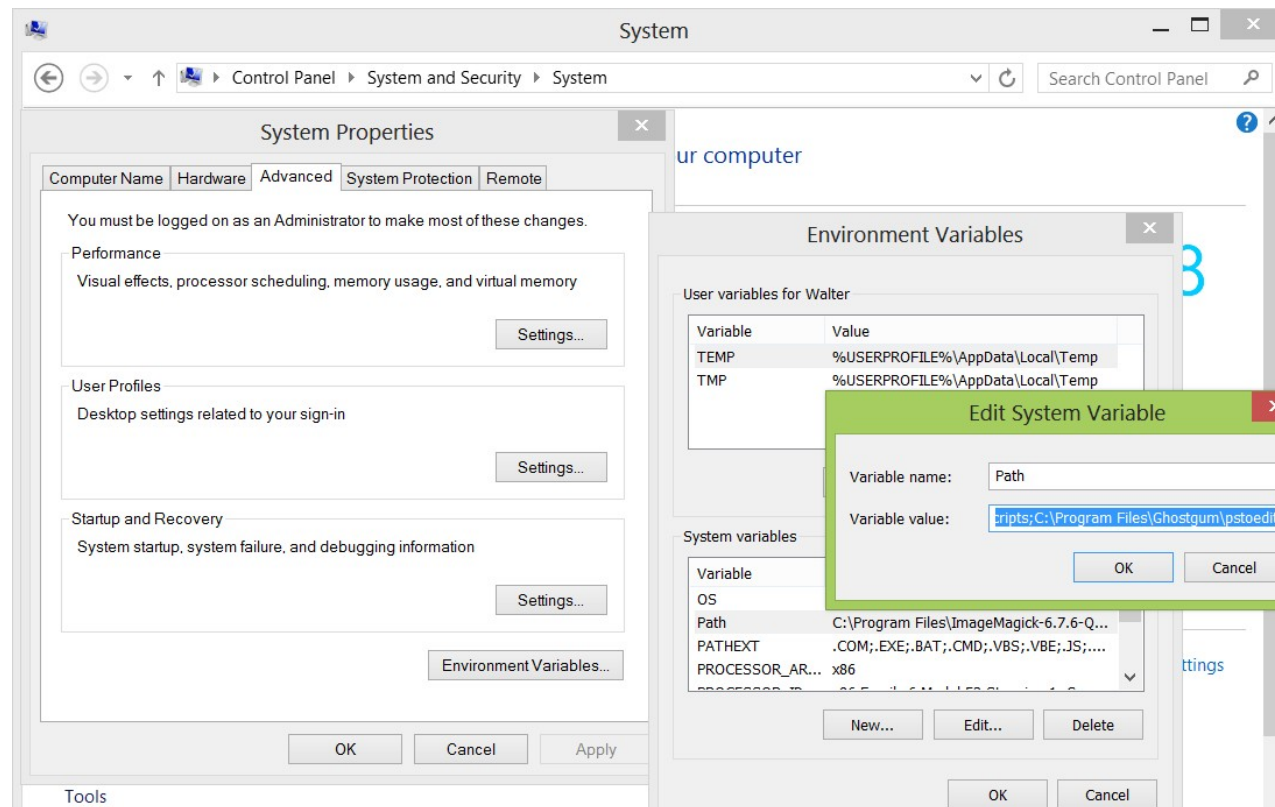 System
Control Panel System and Security System
Search Control Panel
System Properties
ur computer
Computer Name Hardware Advanced System Protection Remote
You must be logged on as an Administrator to make most of these changes.
Performance
Visual effects, processor scheduling, memory usage, and virtual memory
Settings...
User Profiles
Desktop settings related to your sign-in
Settings...
Startup and Recovery
System startup, system failure, and debugging information
Settings...
Environment Variables...
OK Cancel Apply
Tools
8
Environment Variables
User variables for Walter
Variable Value
TEMP %USERPROFILE%\AppData\Local\Temp
TMP %USERPROFILE%\AppData\Local\Temp
Edit System Variable
Variable name: Path
Variable value: cripts;C:\Program Files\Ghostgum\pstoedit
OK Cancel
System variables
Variable
OS
Path C:\Program Files\ImageMagick-6.7.6-Q...
PATHEXT .COM;.EXE;.BAT;.CMD;.VBS;.VBE;.JS;....
PROCESSOR_AR... x86
New... Edit... Delete
OK Cancel
ttings